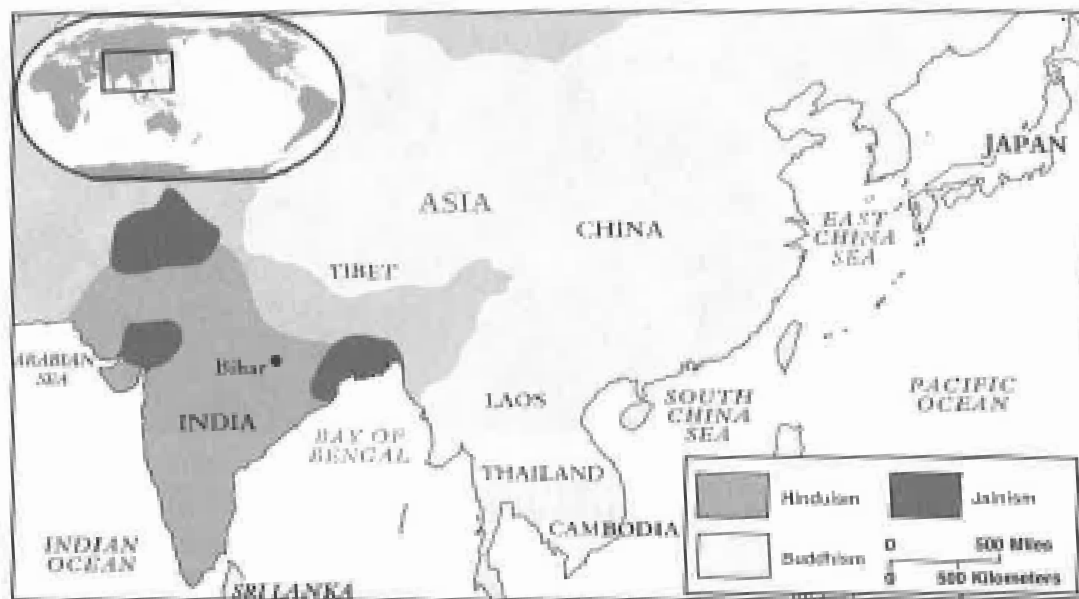 ASIA
CHINA
JAPAN
EAST
CHINA
SEA
TIBET
ARABIAN
SEA
Bihar
INDIA
BAY OF
BENGAL
LAOS
SOUTH
CHINA
SEA
PACIFIC
OCEAN
THAILAND
CAMBODIA
INDIAN
OCEAN
SRI LANKA
Hinduism
Jainism
Buddhism
0 500 Miles
0 500 Kilometers